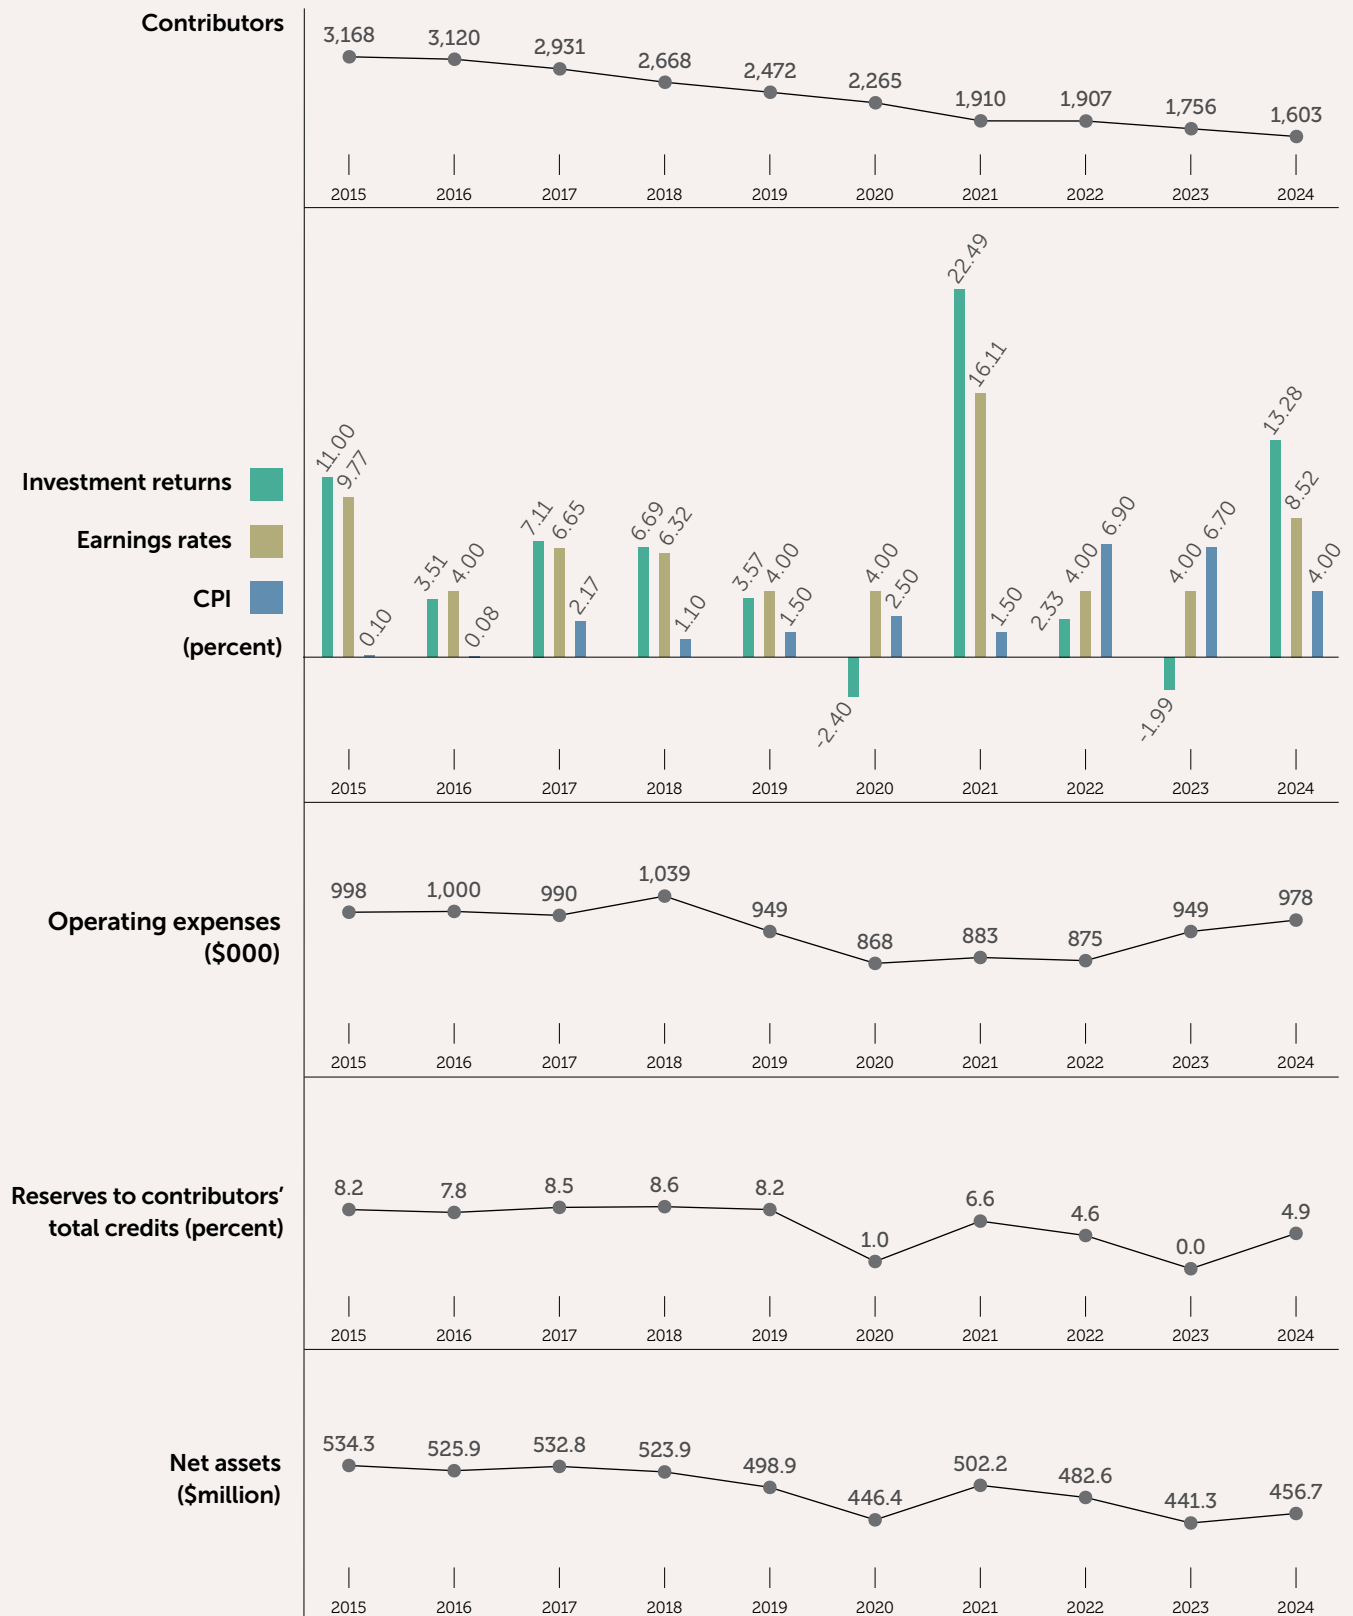 Contributors
3,168 3,120 2,931 2,668 2,472 2,265 1,910 1,907 1,756 1,603
2015 2016 2017 2018 2019 2020 2021 2022 2023 2024
Investment returns
Earnings rates
CPI
(percent)
11.00 9.77 0.10 3.51 4.00 0.08 7.11 6.65 2.17 6.69 6.32 1.10 3.57 4.00 1.50 -2.40 4.00 2.50 22.49 16.11 1.50 2.33 4.00 6.90 -1.99 4.00 6.70 13.28 8.52 4.00
2015 2016 2017 2018 2019 2020 2021 2022 2023 2024
Operating expenses
($000)
998 1,000 990 1,039 949 868 883 875 949 978
2015 2016 2017 2018 2019 2020 2021 2022 2023 2024
Reserves to contributors’
total credits (percent)
8.2 7.8 8.5 8.6 8.2 1.0 6.6 4.6 0.0 4.9
2015 2016 2017 2018 2019 2020 2021 2022 2023 2024
Net assets
($million)
534.3 525.9 532.8 523.9 498.9 446.4 502.2 482.6 441.3 456.7
2015 2016 2017 2018 2019 2020 2021 2022 2023 2024